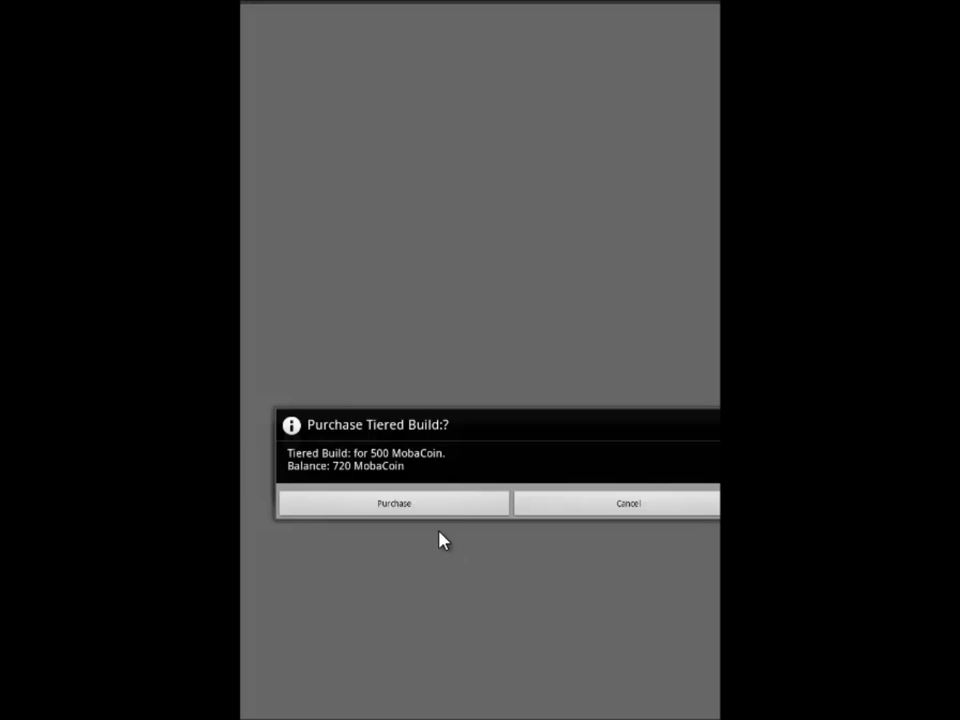 Purchase Tiered Build:?
Tiered Build: for 500 MobaCoin.
Balance: 720 MobaCoin
Purchase
Cancel